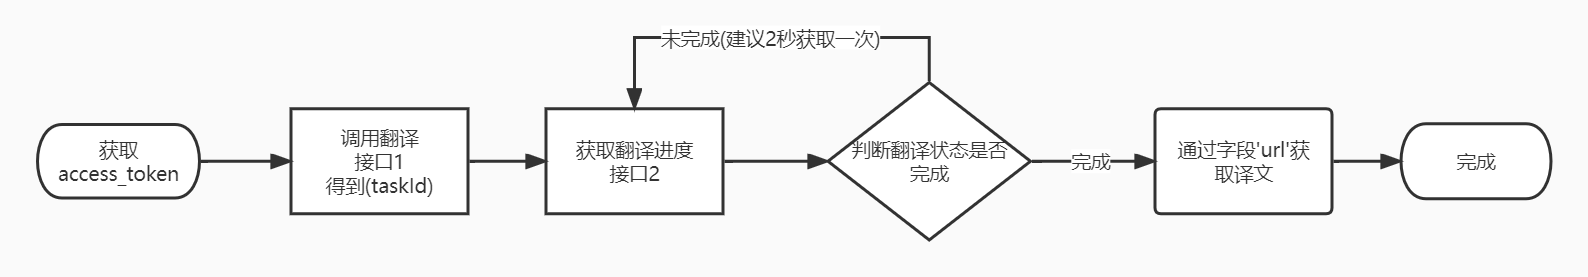 未完成(建议2秒获取一次)
获取
access_token
调用翻译
接口1
得到(taskId)
获取翻译进度
接口2
判断翻译状态是否
完成
完成
通过字段'url'获
取译文
完成